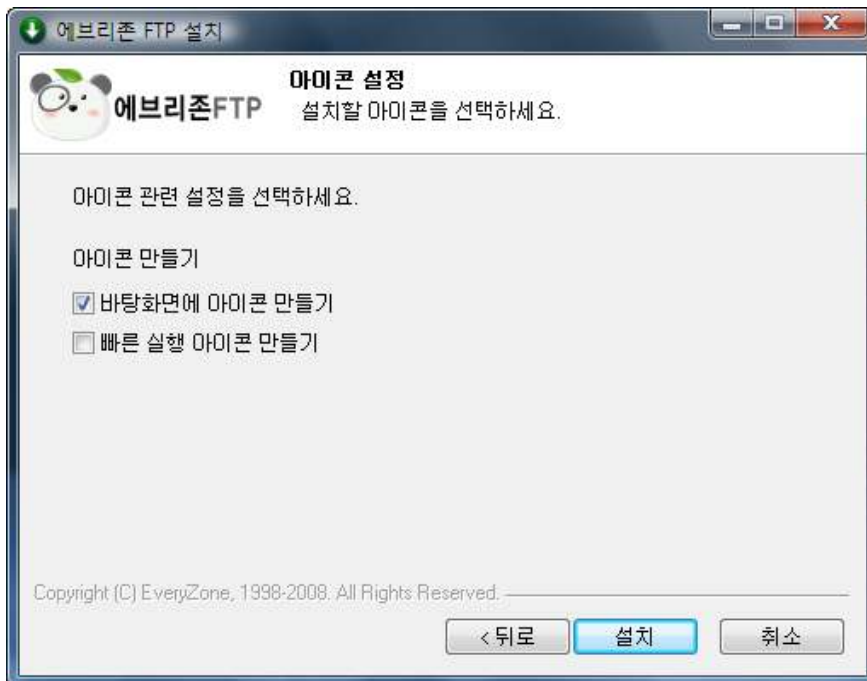 에브리존 FTP 설치
아이콘 설정
설치할 아이콘을 선택하세요.
에브리존FTP
아이콘 관련 설정을 선택하세요.
아이콘 만들기
바탕화면에 아이콘 만들기
빠른 실행 아이콘 만들기
Copyright (C) EveryZone, 1998-2008. All Rights Reserved.
< 뒤로
설치
취소